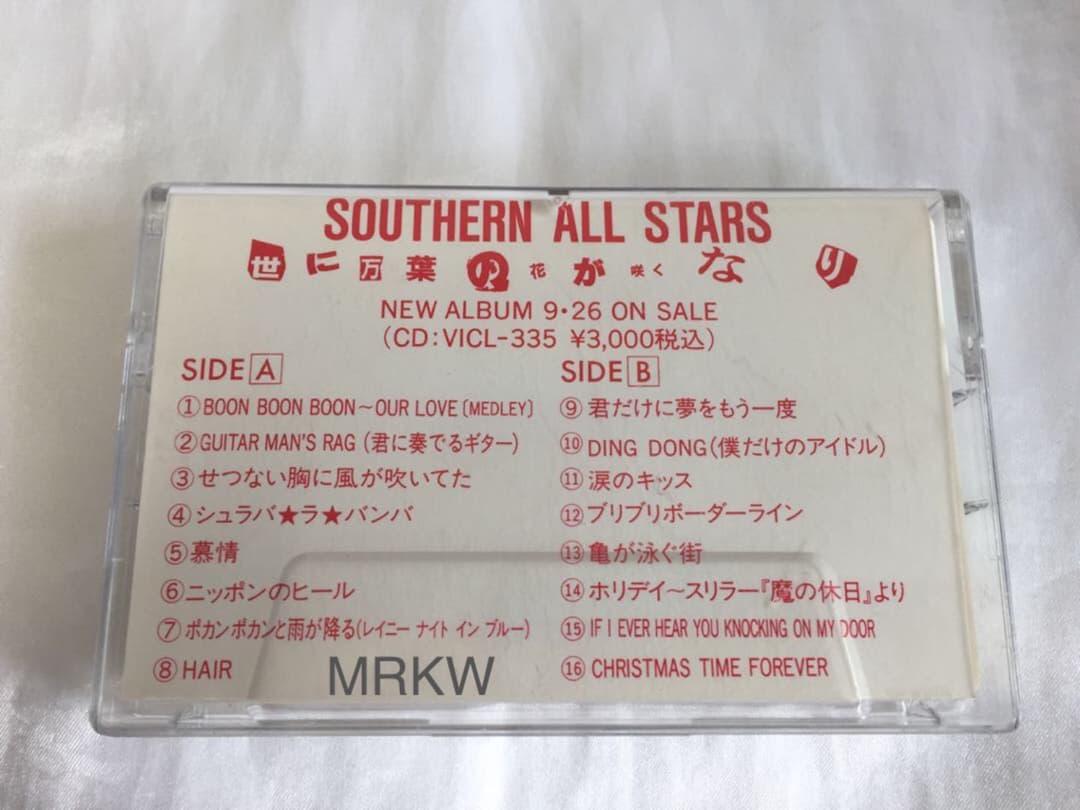 SOUTHERN ALL STARS
世に万葉の花が咲くなり
NEW ALBUM 9・26 ON SALE
(CD:VICL-335 ¥3,000税込)
SIDE A
①BOON BOON BOON～OUR LOVE〔MEDLEY〕
②GUITAR MAN'S RAG (君に奏でるギター)
③せつない胸に風が吹いてた
④シュラバ★ラ★バンバ
⑤慕情
⑥ニッポンのヒール
⑦ポカンポカンと雨が降る(レイニー ナイト イン ブルー)
⑧HAIR
SIDE B
⑨君だけに夢をもう一度
⑩DING DONG(僕だけのアイドル)
⑪涙のキッス
⑫ブリブリボーダーライン
⑬亀が泳ぐ街
⑭ホリデイ～スリラー『魔の休日』より
⑮IF I EVER HEAR YOU KNOCKING ON MY DOOR
⑯CHRISTMAS TIME FOREVER
MRKW